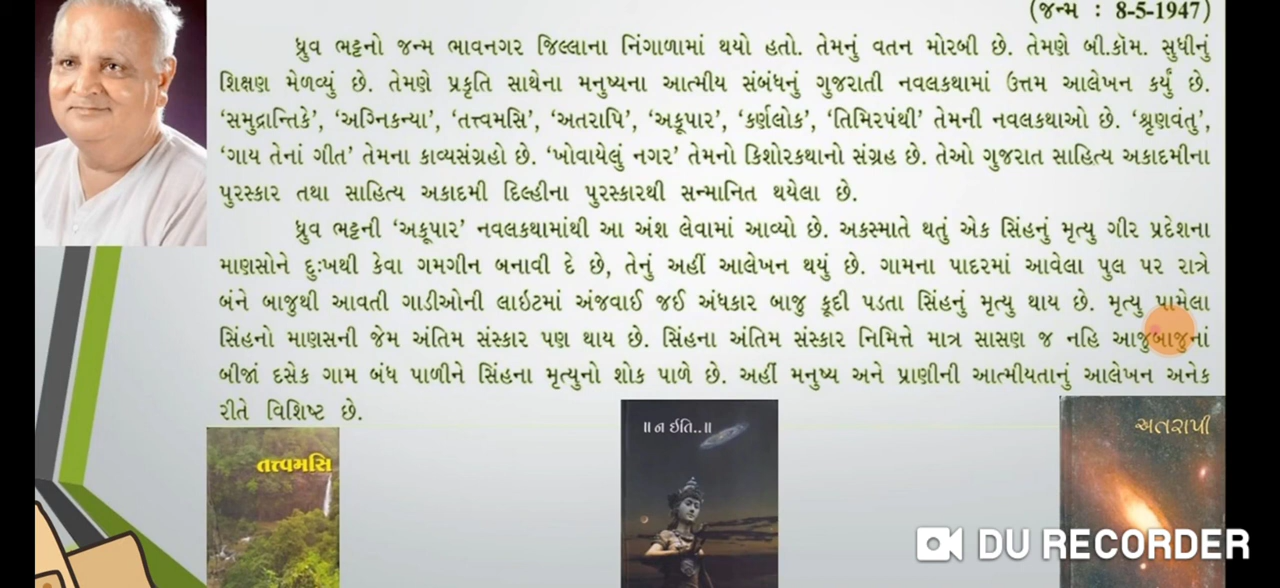 (જન્મ : 8-5-1947)
ધ્રુવ ભટ્ટનો જન્મ ભાવનગર જિલ્લાના નિંગાળામાં થયો હતો. તેમનું વતન મોરબી છે. તેમણે બી.કૉમ. સુધીનું
શિક્ષણ મેળવ્યું છે. તેમણે પ્રકૃતિ સાથેના મનુષ્યના આત્મીય સંબંધનું ગુજરાતી નવલકથામાં ઉત્તમ આલેખન કર્યું છે.
‘સમુદ્રાન્તિકે’, ‘અગ્નિકન્યા’, ‘તત્ત્વમસિ’, ‘અતરાપિ’, ‘અકૂપાર’, ‘કર્ણલોક’, ‘તિમિરપંથી’ તેમની નવલકથાઓ છે. ‘શ્રૃણવંતુ’,
‘ગાય તેનાં ગીત’ તેમના કાવ્યસંગ્રહો છે. ‘ખોવાયેલું નગર’ તેમનો કિશોરકથાનો સંગ્રહ છે. તેઓ ગુજરાત સાહિત્ય અકાદમીના
પુરસ્કાર તથા સાહિત્ય અકાદમી દિલ્હીના પુરસ્કારથી સન્માનિત થયેલા છે.
ધ્રુવ ભટ્ટની ‘અકૂપાર’ નવલકથામાંથી આ અંશ લેવામાં આવ્યો છે. અકસ્માતે થતું એક સિંહનું મૃત્યુ ગીર પ્રદેશના
માણસોને દુઃખથી કેવા ગમગીન બનાવી દે છે, તેનું અહીં આલેખન થયું છે. ગામના પાદરમાં આવેલા પુલ પર રાત્રે
બંને બાજુથી આવતી ગાડીઓની લાઇટમાં અંજવાઈ જઈ અંધકાર બાજુ કૂદી પડતા સિંહનું મૃત્યુ થાય છે. મૃત્યુ પામેલા
સિંહનો માણસની જેમ અંતિમ સંસ્કાર પણ થાય છે. સિંહના અંતિમ સંસ્કાર નિમિત્તે માત્ર સાસણ જ નહિ આજુબાજુનાં
બીજાં દસેક ગામ બંધ પાળીને સિંહના મૃત્યુનો શોક પાળે છે. અહીં મનુષ્ય અને પ્રાણીની આત્મીયતાનું આલેખન અનેક
રીતે વિશિષ્ટ છે.
તત્ત્વમસિ
॥ ન ઇતિ..॥
અતરાપી
DU RECORDER